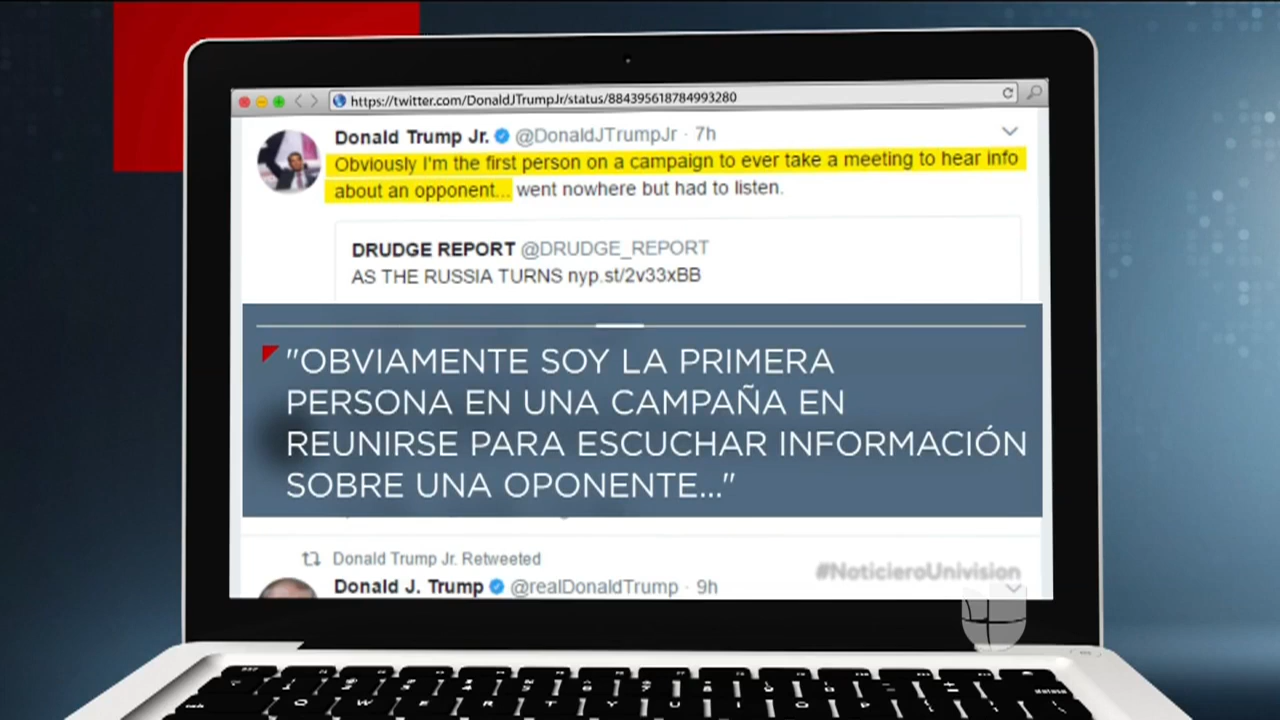 https://twitter.com/DonaldJTrumpJr/status/884395618784993280
Donald Trump Jr. @DonaldJTrumpJr · 7h
Obviously I'm the first person on a campaign to ever take a meeting to hear info
about an opponent... went nowhere but had to listen.
DRUDGE REPORT @DRUDGE_REPORT
AS THE RUSSIA TURNS nyp.st/2v33xBB
"OBVIAMENTE SOY LA PRIMERA
PERSONA EN UNA CAMPAÑA EN
REUNIRSE PARA ESCUCHAR INFORMACIÓN
SOBRE UNA OPONENTE..."
Donald Trump Jr. Retweeted
#NoticieroUnivision
Donald J. Trump @realDonaldTrump · 9h